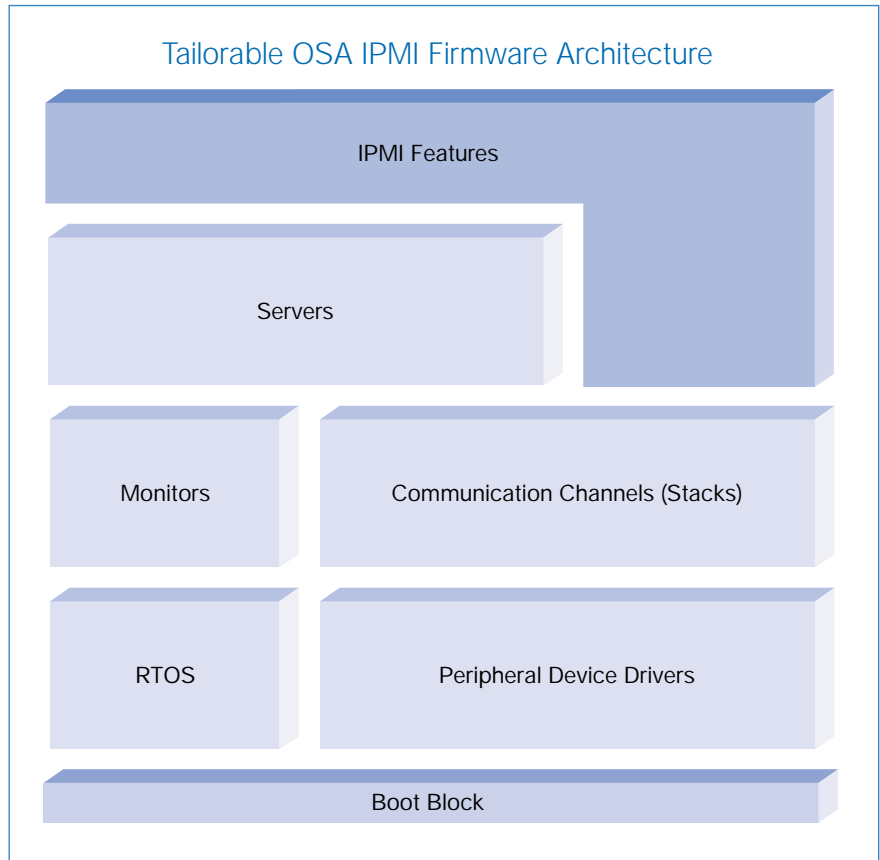 Tailorable OSA IPMI Firmware Architecture
IPMI Features
Servers
Monitors
Communication Channels (Stacks)
RTOS
Peripheral Device Drivers
Boot Block